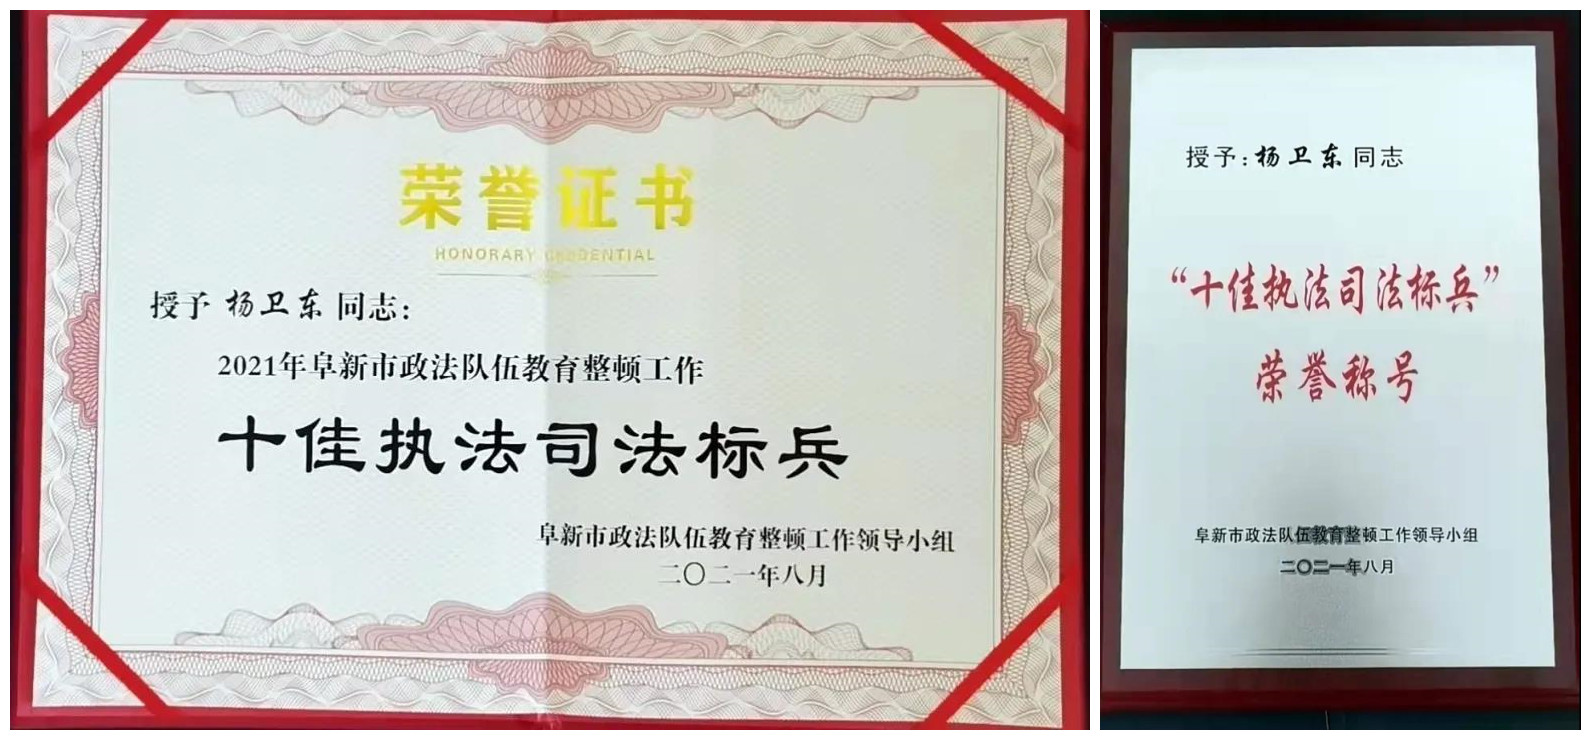 荣誉证书
HONORARY CREDENTIAL
授予 杨卫东 同志：
2021年阜新市政法队伍教育整顿工作
十佳执法司法标兵
阜新市政法队伍教育整顿工作领导小组
二〇二一年八月
授予：杨卫东同志
“十佳执法司法标兵”
荣誉称号
阜新市政法队伍教育整顿工作领导小组
二〇二一年八月